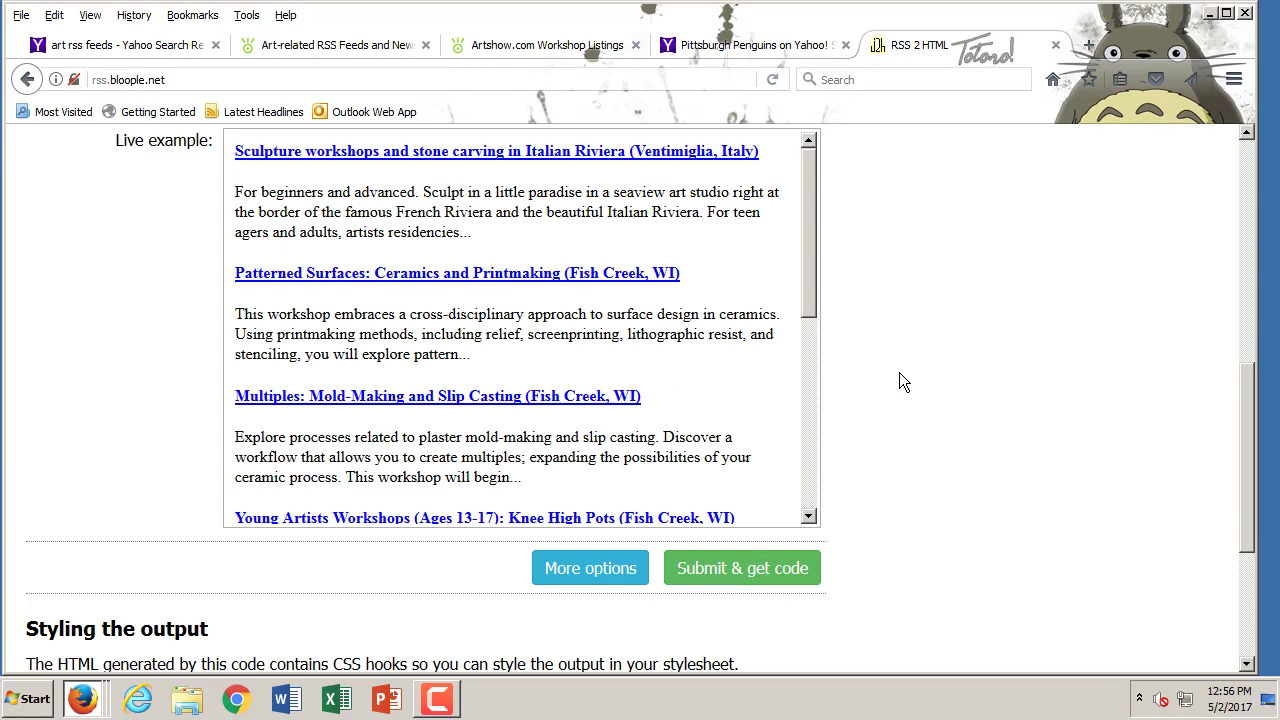 File Edit View History Bookmarks Tools Help
art rss feeds - Yahoo Search Re
Art-related RSS Feeds and New
Artshow.com Workshop Listings
Pittsburgh Penguins on Yahoo! S
RSS 2 HTML
Totoro!
rss.bloople.net
Search
Most Visited Getting Started Latest Headlines Outlook Web App
Live example:
Sculpture workshops and stone carving in Italian Riviera (Ventimiglia, Italy)
For beginners and advanced. Sculpt in a little paradise in a seaview art studio right at
the border of the famous French Riviera and the beautiful Italian Riviera. For teen
agers and adults, artists residencies...
Patterned Surfaces: Ceramics and Printmaking (Fish Creek, WI)
This workshop embraces a cross-disciplinary approach to surface design in ceramics.
Using printmaking methods, including relief, screenprinting, lithographic resist, and
stenciling, you will explore pattern...
Multiples: Mold-Making and Slip Casting (Fish Creek, WI)
Explore processes related to plaster mold-making and slip casting. Discover a
workflow that allows you to create multiples; expanding the possibilities of your
ceramic process. This workshop will begin...
Young Artists Workshops (Ages 13-17): Knee High Pots (Fish Creek, WI)
More options Submit & get code
Styling the output
The HTML generated by this code contains CSS hooks so you can style the output in your stylesheet.
Start
12:56 PM
5/2/2017